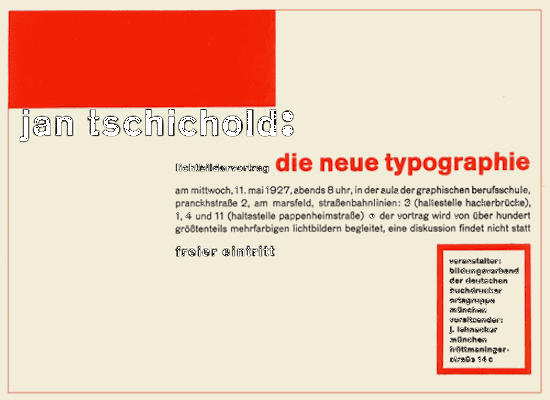 jan tschichold:
lichtbildervortrag die neue typographie
am mittwoch, 11. mai 1927, abends 8 uhr, in der aula der graphischen berufsschule,
pranckhstraße 2, am marsfeld, straßenbahnlinien: 3 (haltestelle hackerbrücke),
1, 4 und 11 (haltestelle pappenheimstraße) • der vortrag wird von über hundert
größtenteils mehrfarbigen lichtbildern begleitet, eine diskussion findet nicht statt
freier eintritt
veranstalter:
bildungsverband
der deutschen
buchdrucker
ortsgruppe
münchen
vorsitzender:
j. lehnacker
münchen
fröttmaninger-
straße 14 c